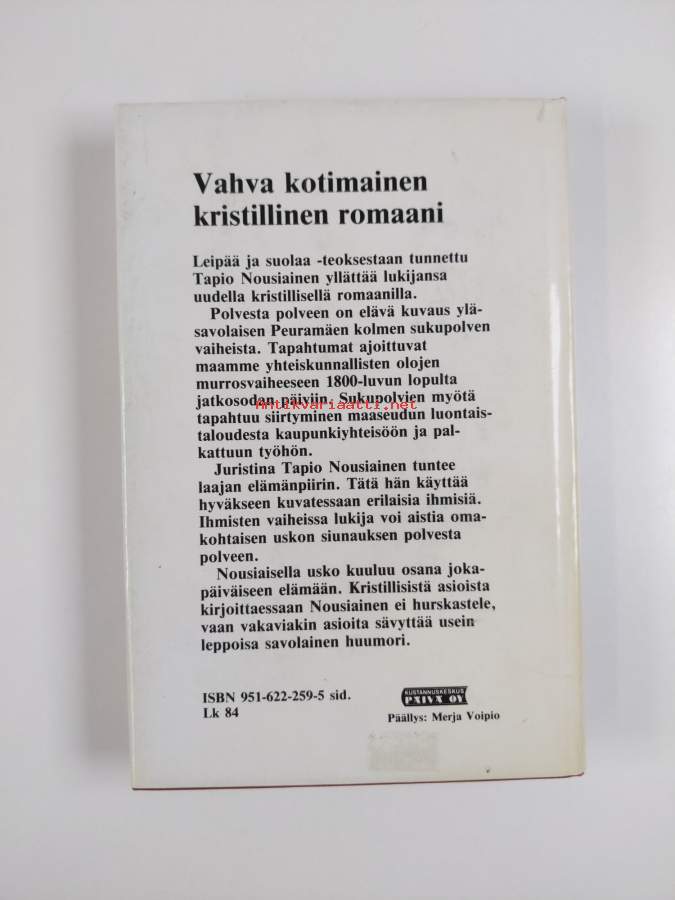 Vahva kotimainen
kristillinen romaani
Leipää ja suolaa -teoksestaan tunnettu
Tapio Nousiainen yllättää lukijansa
uudella kristillisellä romaanilla.
Polvesta polveen on elävä kuvaus ylä-
savolaisen Peuramäen kolmen sukupolven
vaiheista. Tapahtumat ajoittuvat
maamme yhteiskunnallisten olojen
murrosvaiheeseen 1800-luvun lopulta
jatkosodan päiviin. Sukupolvien myötä
Antikvariaatti.net
tapahtuu siirtyminen maaseudun luontais-
taloudesta kaupunkiyhteisöön ja pal-
kattuun työhön.
Juristina Tapio Nousiainen tuntee
laajan elämänpiirin. Tätä hän käyttää
hyväkseen kuvatessaan erilaisia ihmisiä.
Ihmisten vaiheissa lukija voi aistia oma-
kohtaisen uskon siunauksen polvesta
polveen.
Nousiaisella usko kuuluu osana joka-
päiväiseen elämään. Kristillisistä asioista
kirjoittaessaan Nousiainen ei hurskastele,
vaan vakaviakin asioita sävyttää usein
leppoisa savolainen huumori.
ISBN 951-622-259-5 sid.
Lk 84
KUSTANNUSKESKUS
PÄIVÄ OY
Päällys: Merja Voipio